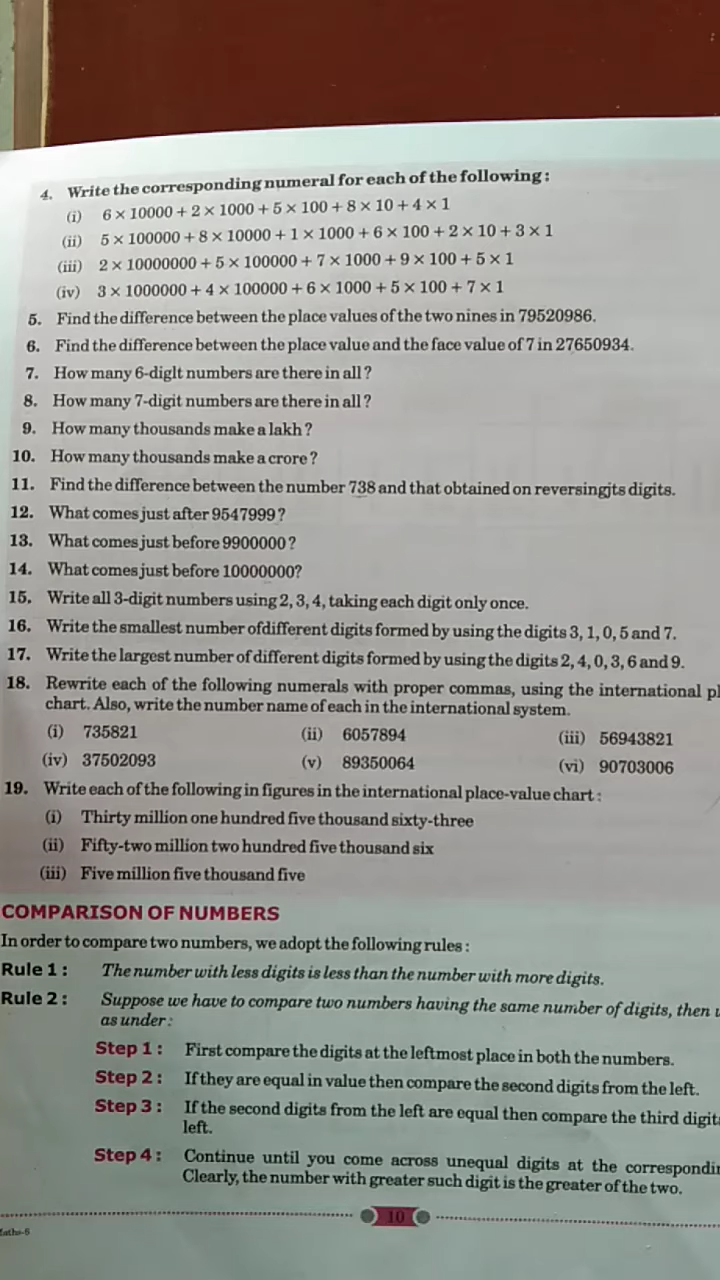 4. Write the corresponding numeral for each of the following:
(i) 6 × 10000 + 2 × 1000 + 5 × 100 + 8 × 10 + 4 × 1
(ii) 5 × 100000 + 8 × 10000 + 1 × 1000 + 6 × 100 + 2 × 10 + 3 × 1
(iii) 2 × 10000000 + 5 × 100000 + 7 × 1000 + 9 × 100 + 5 × 1
(iv) 3 × 1000000 + 4 × 100000 + 6 × 1000 + 5 × 100 + 7 × 1
5. Find the difference between the place values of the two nines in 79520986.
6. Find the difference between the place value and the face value of 7 in 27650934.
7. How many 6-diglt numbers are there in all?
8. How many 7-digit numbers are there in all?
9. How many thousands make a lakh?
10. How many thousands make a crore?
11. Find the difference between the number 738 and that obtained on reversing its digits.
12. What comes just after 9547999?
13. What comes just before 9900000?
14. What comes just before 10000000?
15. Write all 3-digit numbers using 2, 3, 4, taking each digit only once.
16. Write the smallest number of different digits formed by using the digits 3, 1, 0, 5 and 7.
17. Write the largest number of different digits formed by using the digits 2, 4, 0, 3, 6 and 9.
18. Rewrite each of the following numerals with proper commas, using the international pl
chart. Also, write the number name of each in the international system.
(i) 735821 (ii) 6057894 (iii) 56943821
(iv) 37502093 (v) 89350064 (vi) 90703006
19. Write each of the following in figures in the international place-value chart:
(i) Thirty million one hundred five thousand sixty-three
(ii) Fifty-two million two hundred five thousand six
(iii) Five million five thousand five
COMPARISON OF NUMBERS
In order to compare two numbers, we adopt the following rules:
Rule 1: The number with less digits is less than the number with more digits.
Rule 2: Suppose we have to compare two numbers having the same number of digits, then
as under:
Step 1: First compare the digits at the leftmost place in both the numbers.
Step 2: If they are equal in value then compare the second digits from the left.
Step 3: If the second digits from the left are equal then compare the third digit
left.
Step 4: Continue until you come across unequal digits at the correspondin
Clearly, the number with greater such digit is the greater of the two.
10